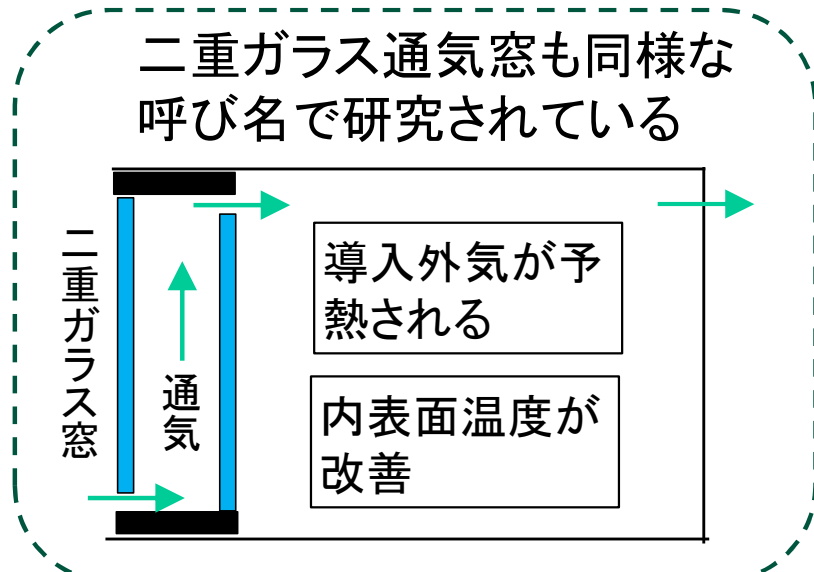 二重ガラス通気窓も同様な
呼び名で研究されている
二重ガラス窓
通気
導入外気が予
熱される
内表面温度が
改善